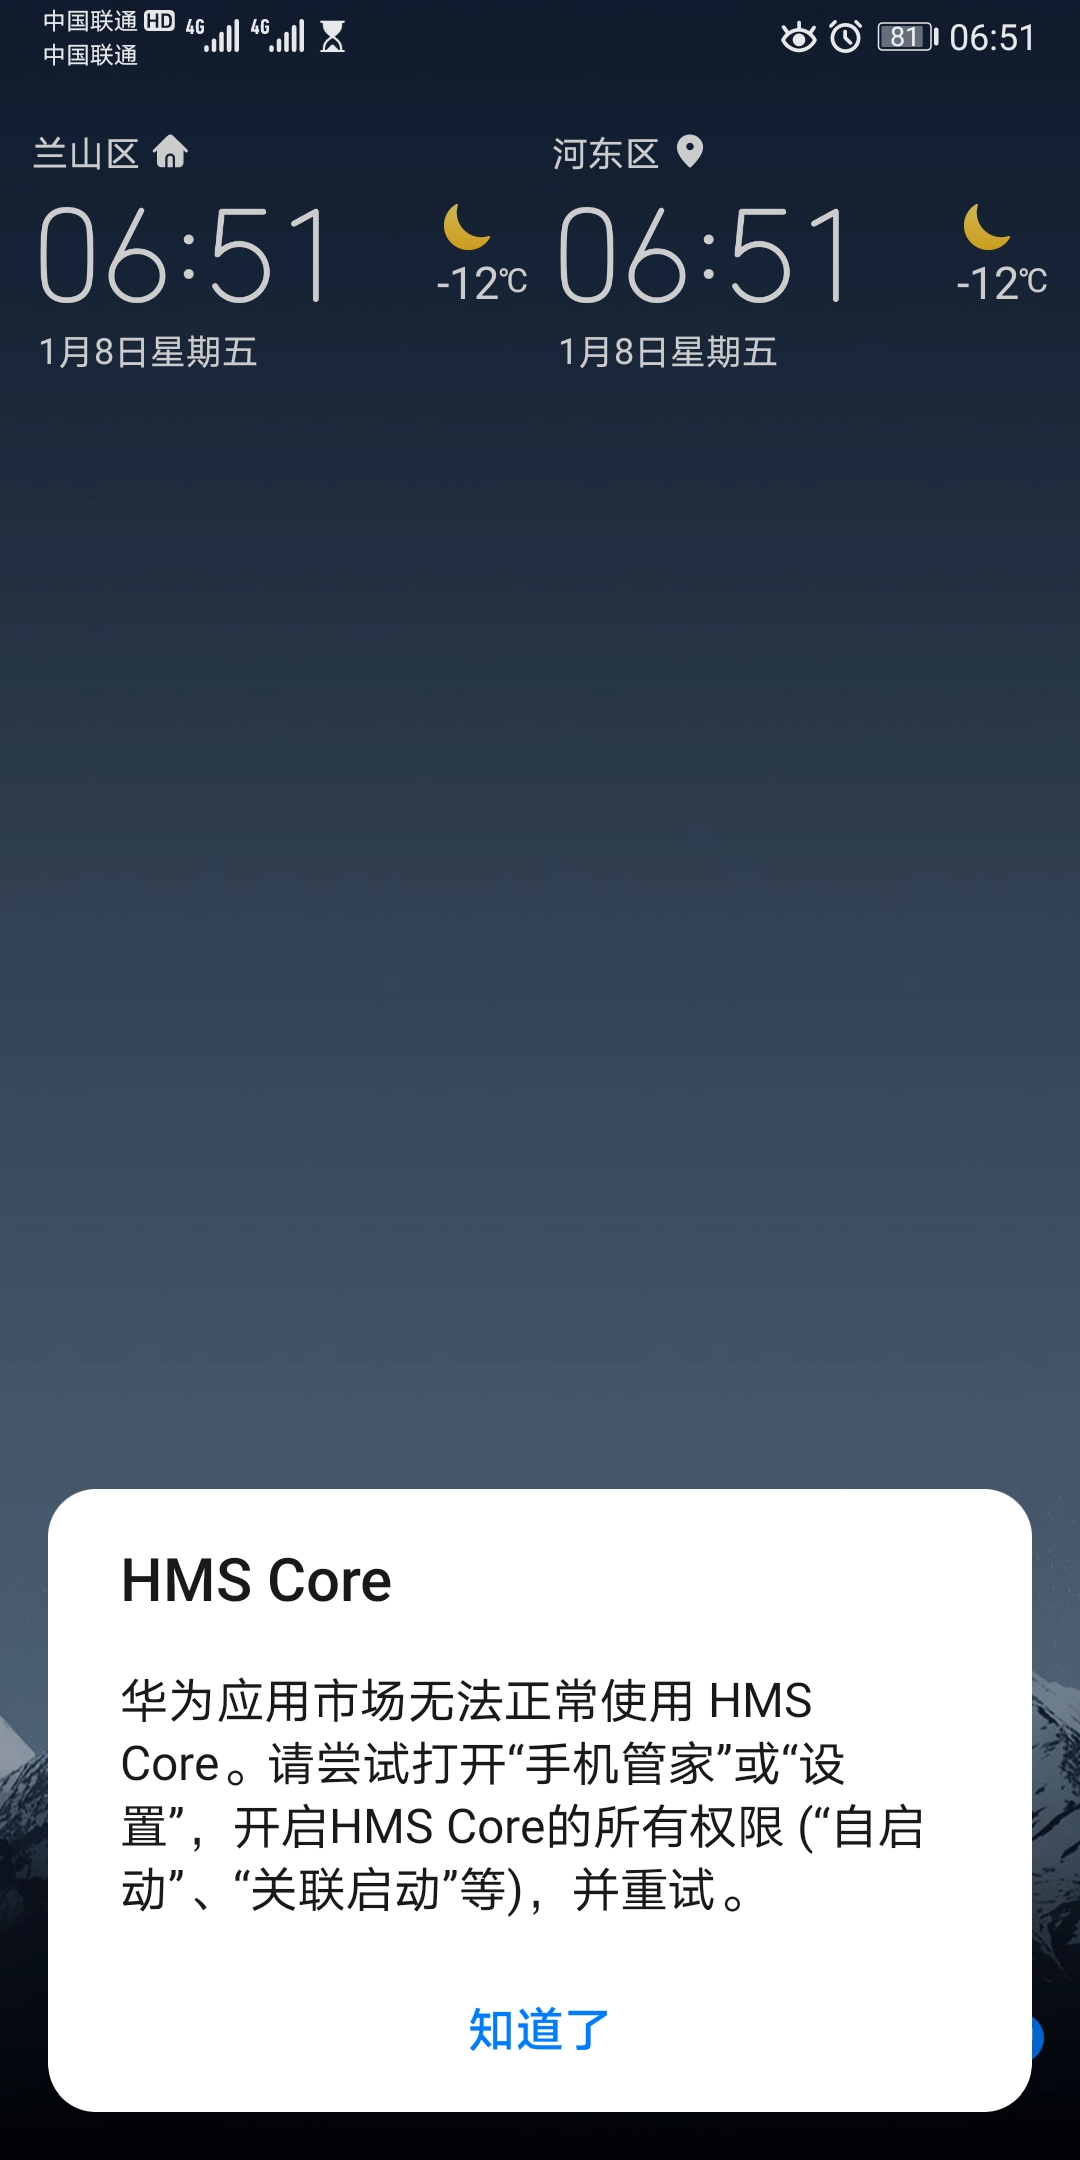 中国联通 HD 4G 4G
中国联通
81 06:51
兰山区
06:51
-12℃
1月8日星期五
河东区
06:51
-12℃
1月8日星期五
HMS Core
华为应用市场无法正常使用 HMS
Core。请尝试打开“手机管家”或“设
置”，开启HMS Core的所有权限 (“自启
动”、“关联启动”等)，并重试。
知道了